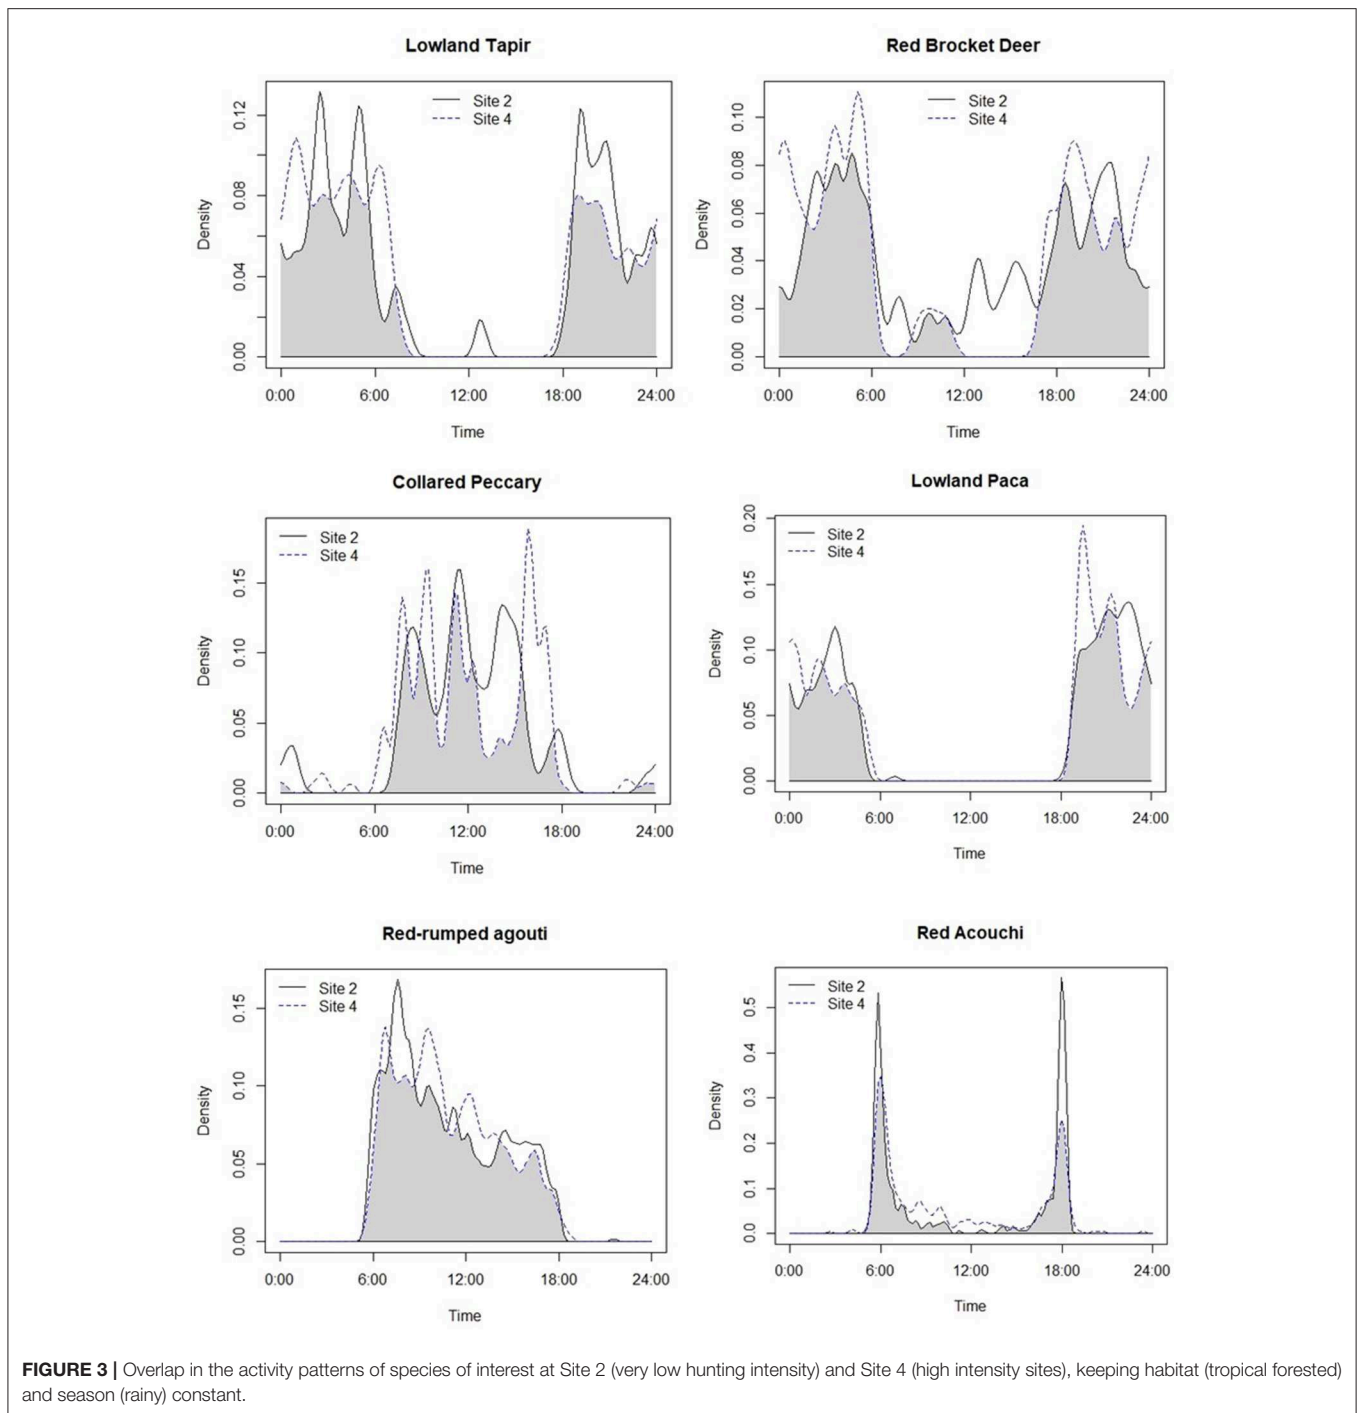 Lowland Tapir
Site 2
Site 4
Density
0.00
0.04
0.08
0.12
0:00 6:00 12:00 18:00 24:00
Time
Red Brocket Deer
Site 2
Site 4
Density
0.00
0.02
0.04
0.06
0.08
0.10
0:00 6:00 12:00 18:00 24:00
Time
Collared Peccary
Site 2
Site 4
Density
0.00
0.05
0.10
0.15
0:00 6:00 12:00 18:00 24:00
Time
Lowland Paca
Site 2
Site 4
Density
0.00
0.05
0.10
0.15
0.20
0:00 6:00 12:00 18:00 24:00
Time
Red-rumped agouti
Site 2
Site 4
Density
0.00
0.05
0.10
0.15
0:00 6:00 12:00 18:00 24:00
Time
Red Acouchi
Site 2
Site 4
Density
0.0
0.1
0.2
0.3
0.4
0.5
0:00 6:00 12:00 18:00 24:00
Time
FIGURE 3 | Overlap in the activity patterns of species of interest at Site 2 (very low hunting intensity) and Site 4 (high intensity sites), keeping habitat (tropical forested)
and season (rainy) constant.